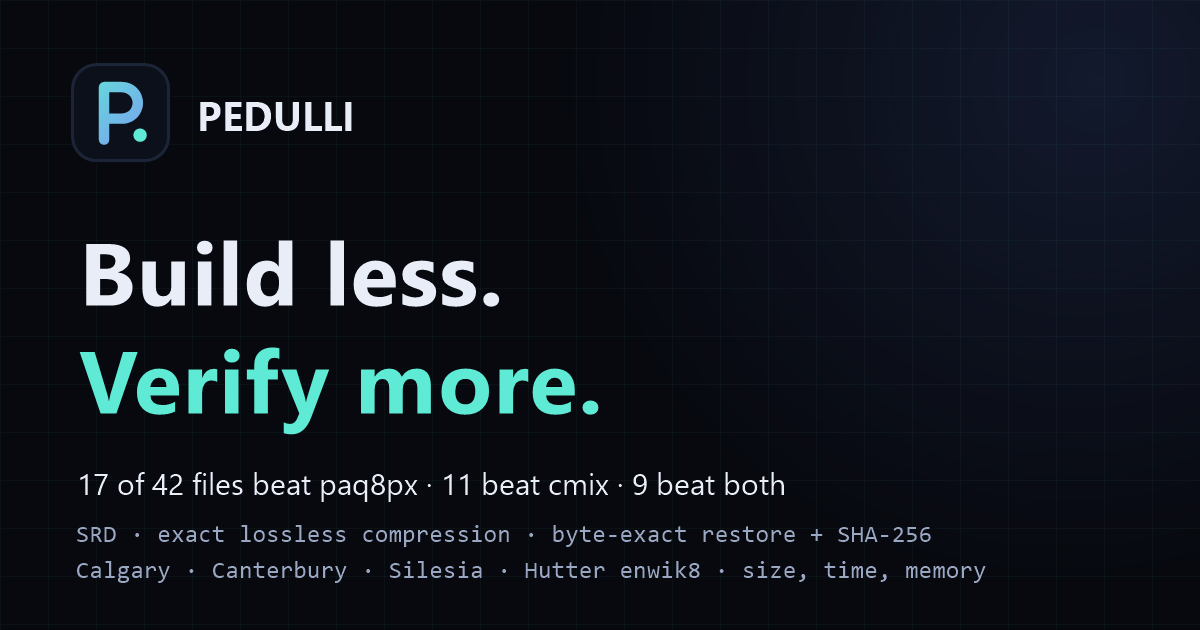 P.
PEDULLI
Build less.
Verify more.
17 of 42 files beat paq8px · 11 beat cmix · 9 beat both
SRD · exact lossless compression · byte-exact restore + SHA-256
Calgary · Canterbury · Silesia · Hutter enwik8 · size, time, memory